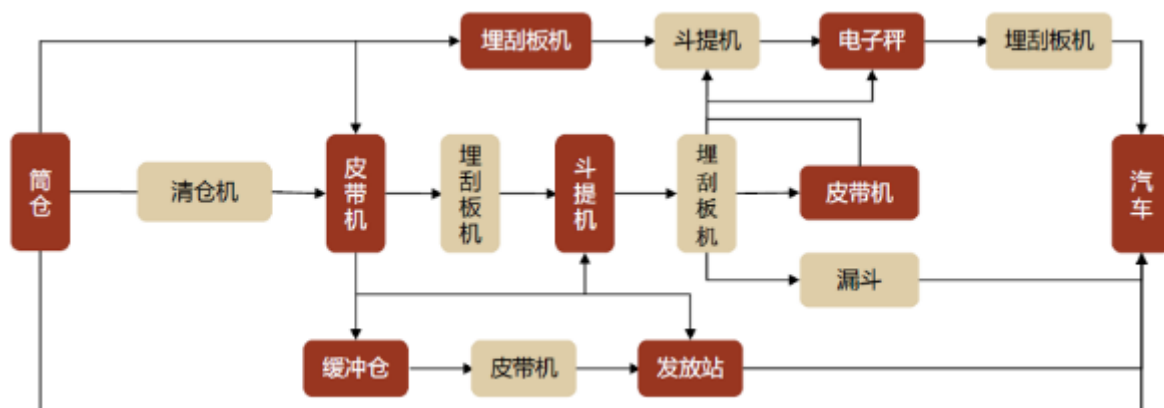 埋刮板机
斗提机
电子秤
埋刮板机
筒仓
清仓机
皮带机
埋刮板机
斗提机
埋刮板机
皮带机
汽车
漏斗
缓冲仓
皮带机
发放站